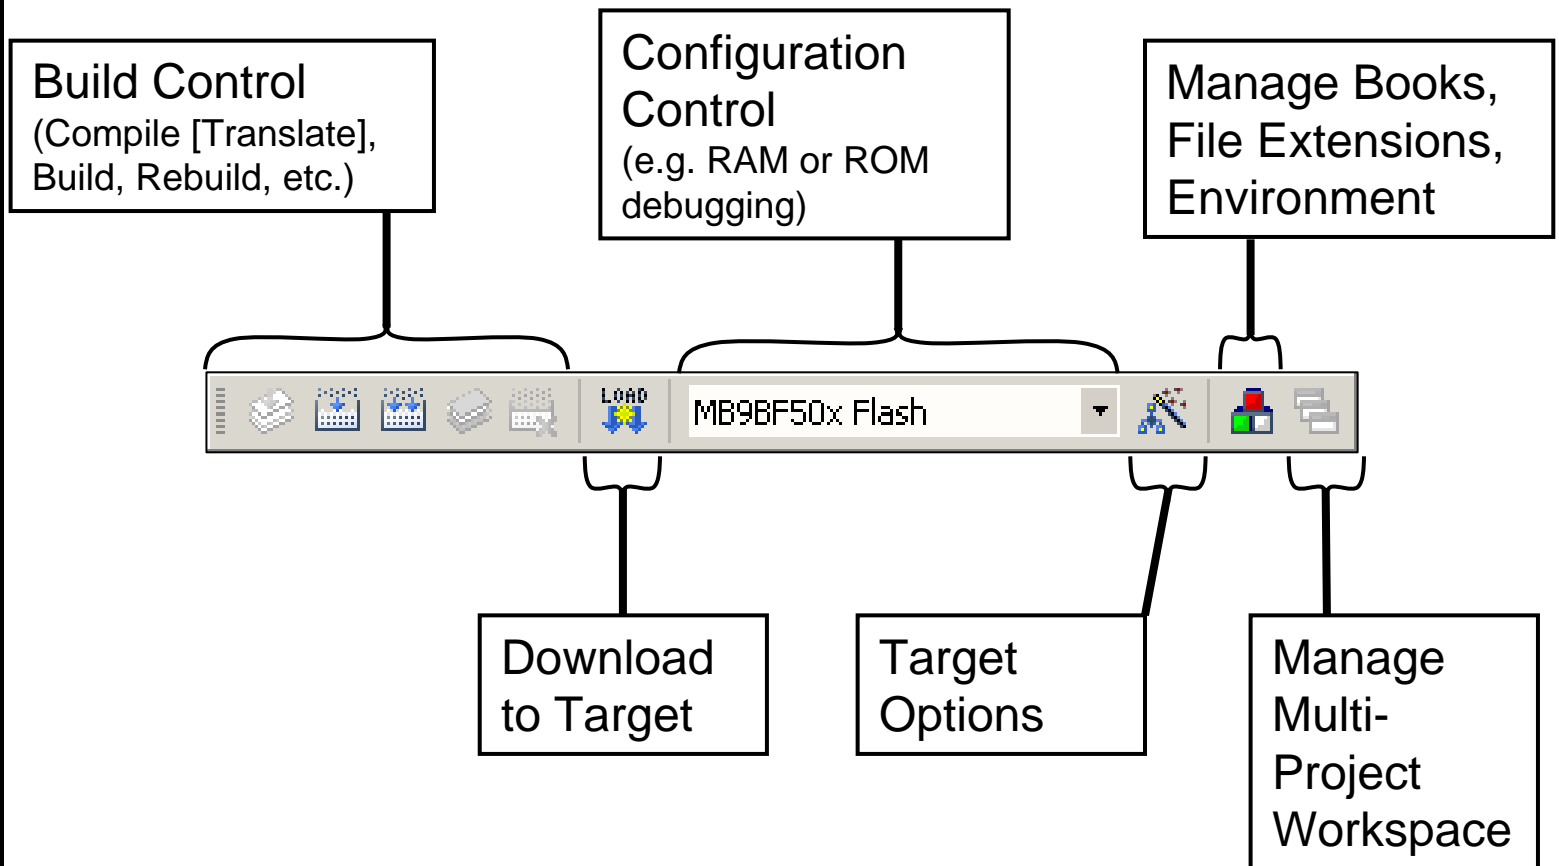 Build Control
(Compile [Translate],
Build, Rebuild, etc.)
Configuration
Control
(e.g. RAM or ROM
debugging)
Manage Books,
File Extensions,
Environment
LOAD
MB9BF50x Flash
Download
to Target
Target
Options
Manage
Multi-
Project
Workspace